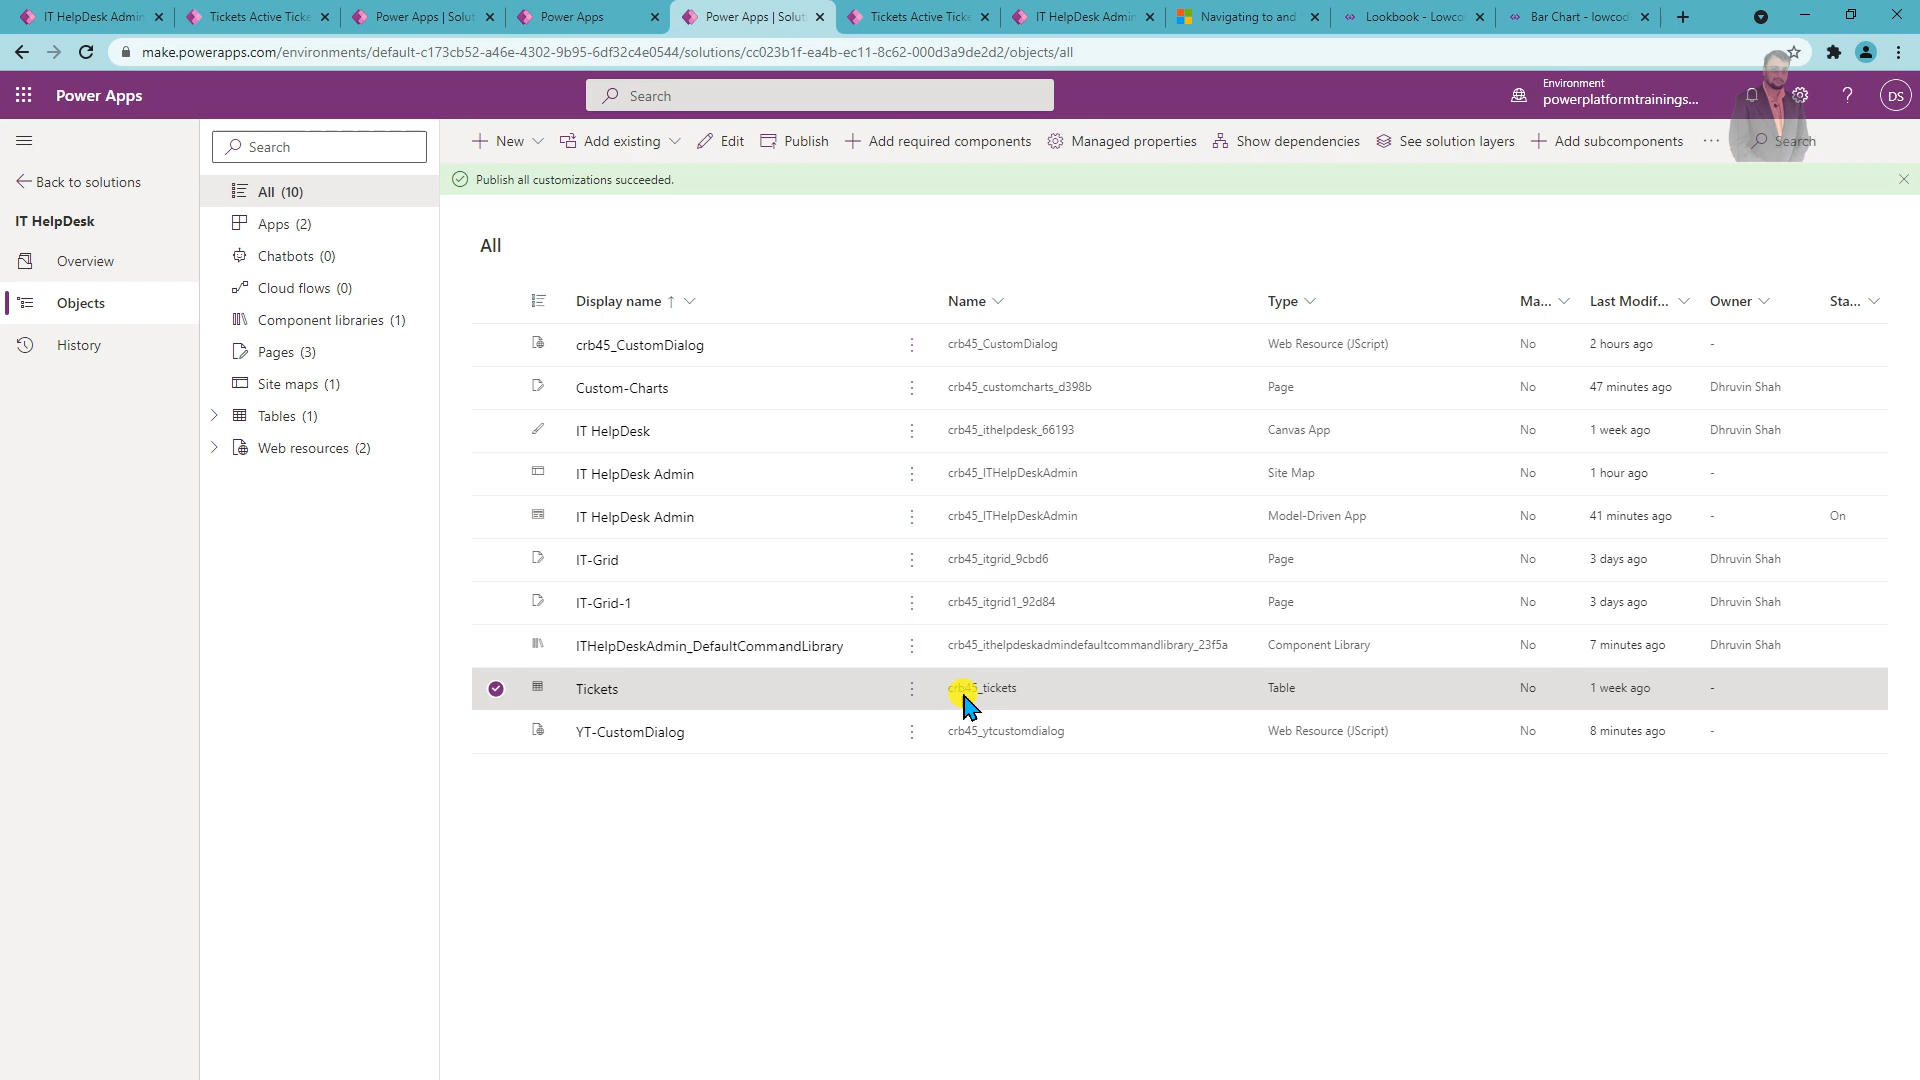 IT HelpDesk Admin
Tickets Active Ticke
Power Apps | Solut
Power Apps
Power Apps | Solut
Tickets Active Ticke
IT HelpDesk Admin
Navigating to and
Lookbook - Lowco
Bar Chart - lowcod
make.powerapps.com/environments/default-c173cb52-a46e-4302-9b95-6df32c4e0544/solutions/cc023b1f-ea4b-ec11-8c62-000d3a9de2d2/objects/all
Power Apps
Search
Environment
powerplatformtrainings...
?
DS
Back to solutions
IT HelpDesk
Overview
Objects
History
Search
All (10)
Apps (2)
Chatbots (0)
Cloud flows (0)
Component libraries (1)
Pages (3)
Site maps (1)
Tables (1)
Web resources (2)
New
Add existing
Edit
Publish
Add required components
Managed properties
Show dependencies
See solution layers
Add subcomponents
...
Search
Publish all customizations succeeded.
All
Display name ↑ Name Type Ma... Last Modif... Owner Sta...
crb45_CustomDialog crb45_CustomDialog Web Resource (JScript) No 2 hours ago -
Custom-Charts crb45_customcharts_d398b Page No 47 minutes ago Dhruvin Shah
IT HelpDesk crb45_ithelpdesk_66193 Canvas App No 1 week ago Dhruvin Shah
IT HelpDesk Admin crb45_ITHelpDeskAdmin Site Map No 1 hour ago -
IT HelpDesk Admin crb45_ITHelpDeskAdmin Model-Driven App No 41 minutes ago - On
IT-Grid crb45_itgrid_9cbd6 Page No 3 days ago Dhruvin Shah
IT-Grid-1 crb45_itgrid1_92d84 Page No 3 days ago Dhruvin Shah
ITHelpDeskAdmin_DefaultCommandLibrary crb45_ithelpdeskadmindefaultcommandlibrary_23f5a Component Library No 7 minutes ago Dhruvin Shah
Tickets crb45_tickets Table No 1 week ago -
YT-CustomDialog crb45_ytcustomdialog Web Resource (JScript) No 8 minutes ago -